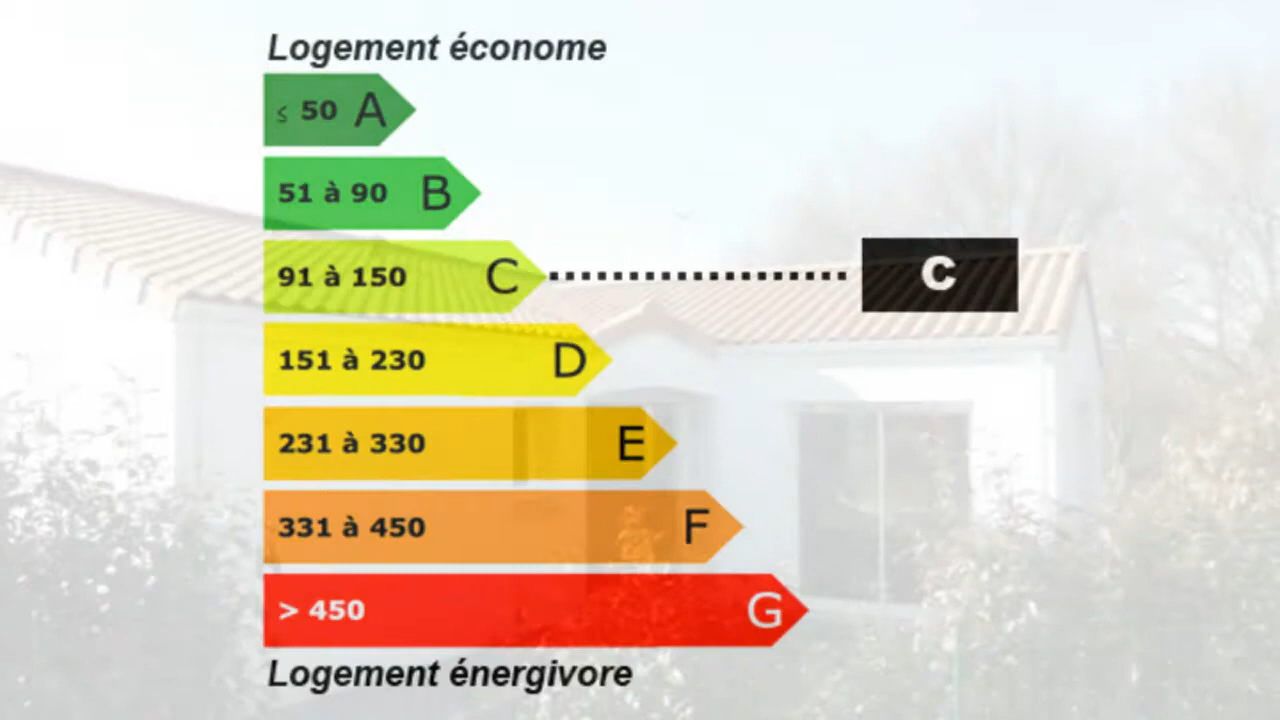 Logement économe
≤ 50 A
51 à 90 B
91 à 150 C
C
151 à 230 D
231 à 330 E
331 à 450 F
> 450 G
Logement énergivore